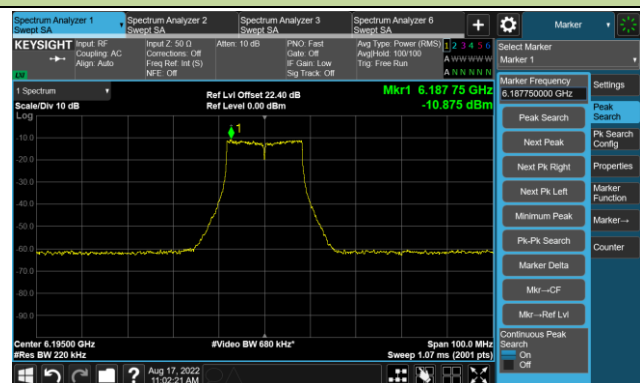 Spectrum Analyzer 1
Swept SA
Spectrum Analyzer 2
Swept SA
Spectrum Analyzer 3
Swept SA
Spectrum Analyzer 6
Swept SA
+
Marker
KEYSIGHT
Input: RF
Coupling: AC
Align: Auto
Input Z: 50 Ω
Corrections: Off
Freq Ref: Int (S)
NFE: Off
Atten: 10 dB
PNO: Fast
Gate: Off
IF Gain: Low
Sig Track: Off
Avg Type: Power (RMS)
Avg|Hold: 100/100
Trig: Free Run
1 2 3 4 5 6
A W W W W W
A N N N N N
LW
Select Marker
Marker 1
1 Spectrum
Scale/Div 10 dB
Log
Ref Lvl Offset 22.40 dB
Ref Level 0.00 dBm
Mkr1 6.187 75 GHz
-10.875 dBm
1
-10.0
-20.0
-30.0
-40.0
-50.0
-60.0
-70.0
-80.0
-90.0
Center 6.19500 GHz
#Res BW 220 kHz
#Video BW 680 kHz*
Span 100.0 MHz
Sweep 1.07 ms (2001 pts)
Marker Frequency
6.187750000 GHz
Peak Search
Next Peak
Next Pk Right
Next Pk Left
Minimum Peak
Pk-Pk Search
Marker Delta
Mkr→CF
Mkr→Ref Lvl
Continuous Peak
Search
On
Off
Settings
Peak
Search
Pk Search
Config
Properties
Marker
Function
Marker→
Counter
?
Aug 17, 2022
11:02:21 AM